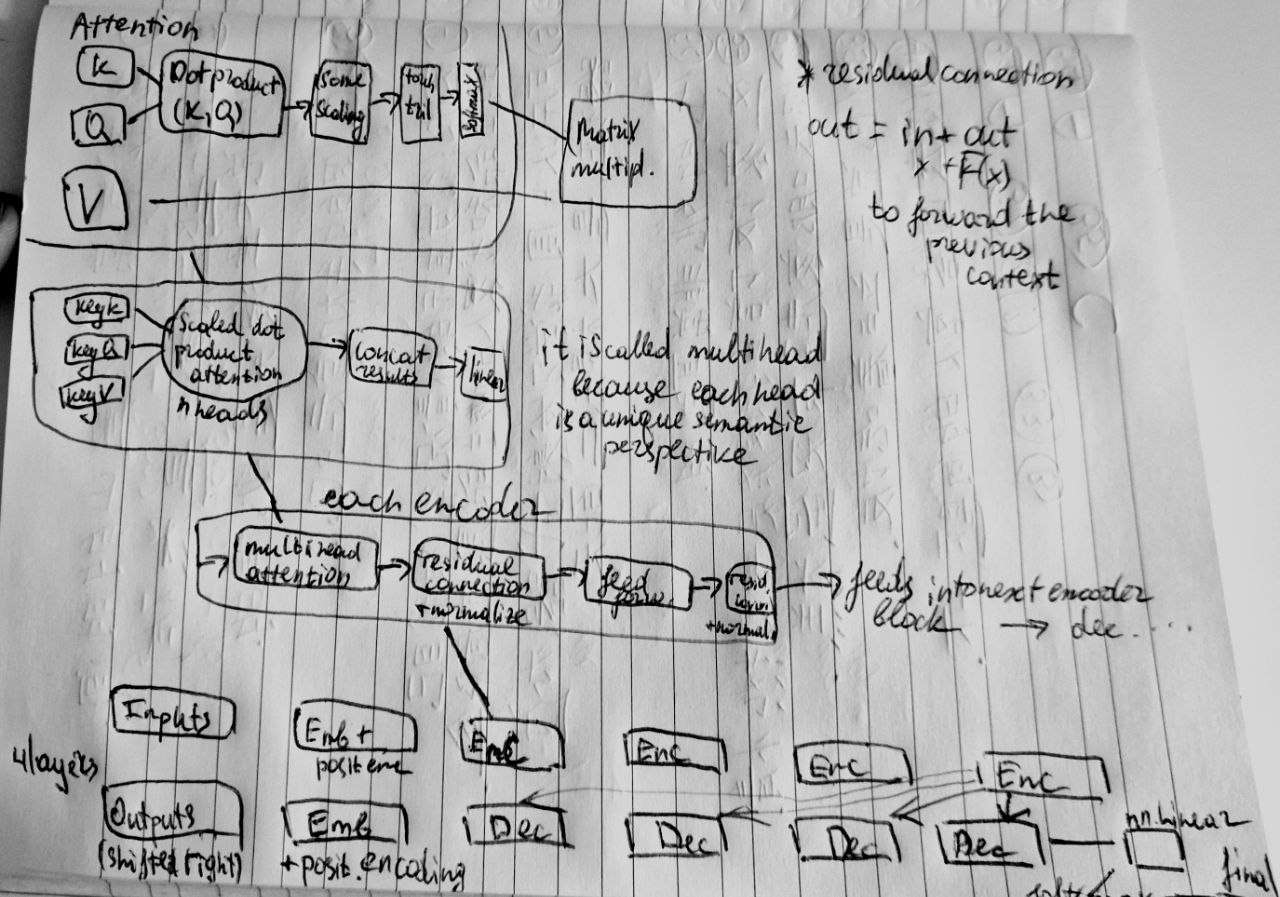 Attention
K
Q
V
Dot product
(K, Q)
some
scaling
torch
tril
softmax
Matrix
multipl.
* residual connection
out = in + out
x + F(x)
to forward the
previous
context
key K
key Q
key V
Scaled dot
product
attention
n heads
concat
results
linear
it is called multihead
because each head
is a unique semantic
perspective
each encoder
multihead
attention
residual
connection
+ normalize
feed
forw.
resid.
conn.
+ normal.
feeds into next encoder
block → dec. ....
4 layers
Inputs
Emb +
posit enc
Enc
Enc
Enc
Enc
Outputs
(shifted right)
Emb
+ posit. encoding
Dec
Dec
Dec
Dec
nn.linear
final